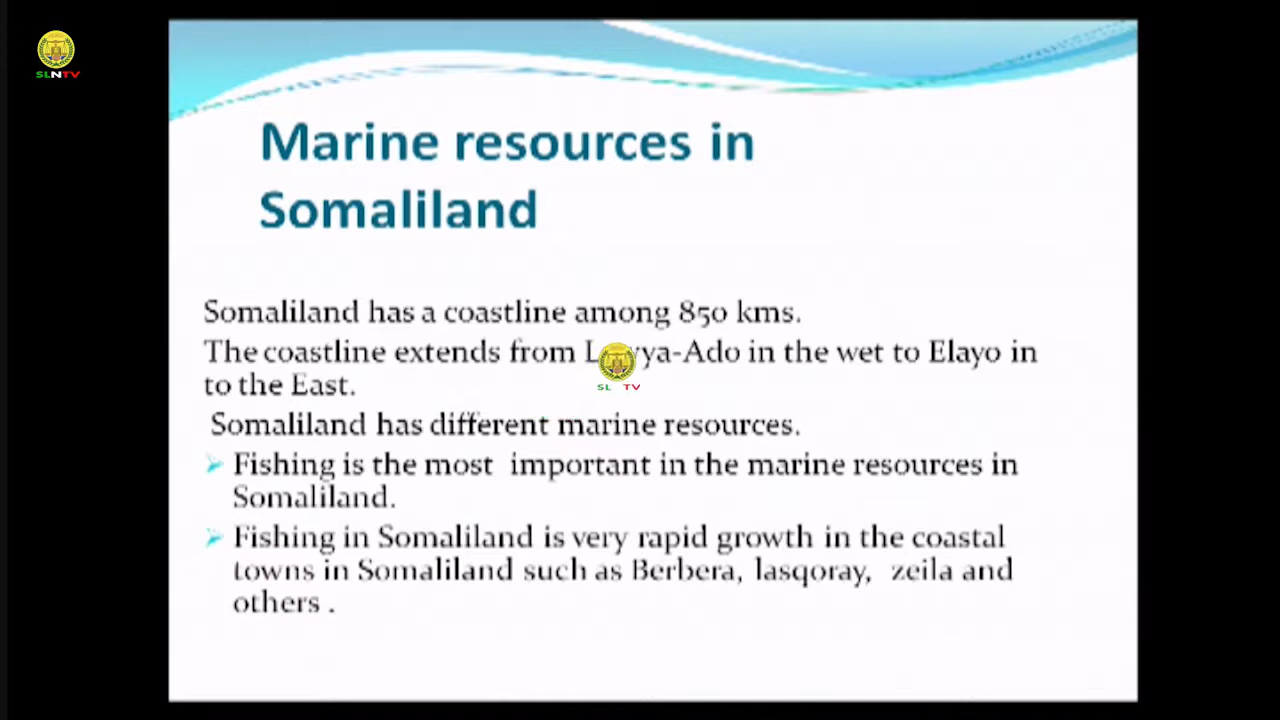 SLNTV
Marine resources in
Somaliland
Somaliland has a coastline among 850 kms.
The coastline extends from in the wet to Elayo in
to the East.
Somaliland has different marine resources.
Fishing is the most important in the marine resources in
Somaliland.
Fishing in Somaliland is very rapid growth in the coastal
towns in Somaliland such as Berbera, lasqoray, zeila and
others .
SL TV